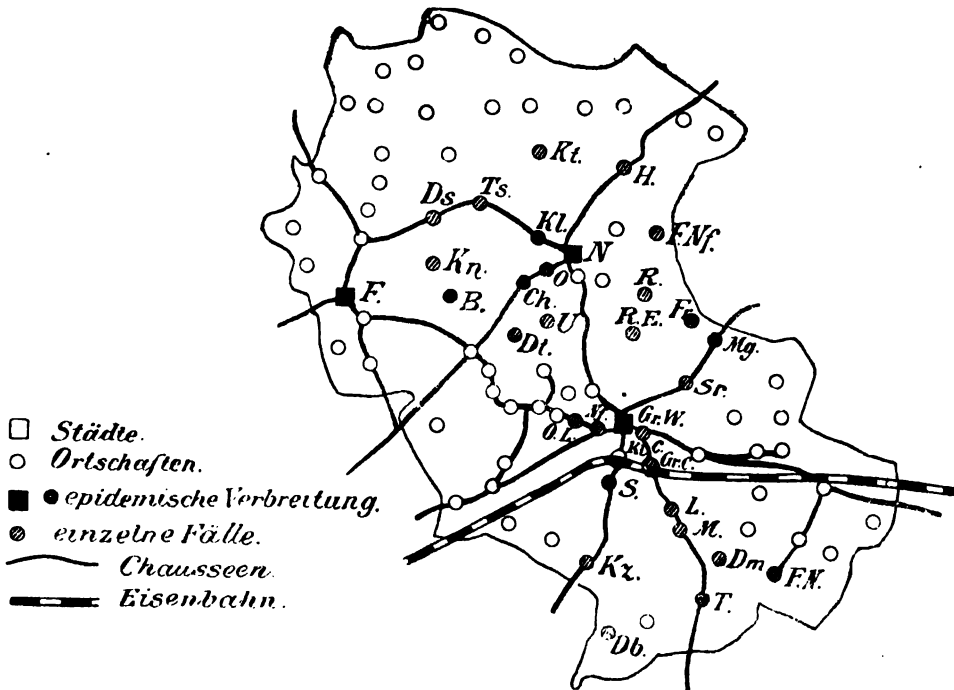 Kt.
H.
Ds
Ts.
Kl.
N
F.Nf.
Kn.
O
F.
B.
Ch.
R.
Fr.
U
R.E.
Dt.
Mg.
Sr.
Gr.W.
O.L.
Kl.
C.
Gr.C.
S.
L.
M.
Kz.
Dm
F.N.
T.
Db.
Städte.
Ortschaften.
epidemische Verbreitung.
einzelne Fälle.
Chausseen.
Eisenbahn.